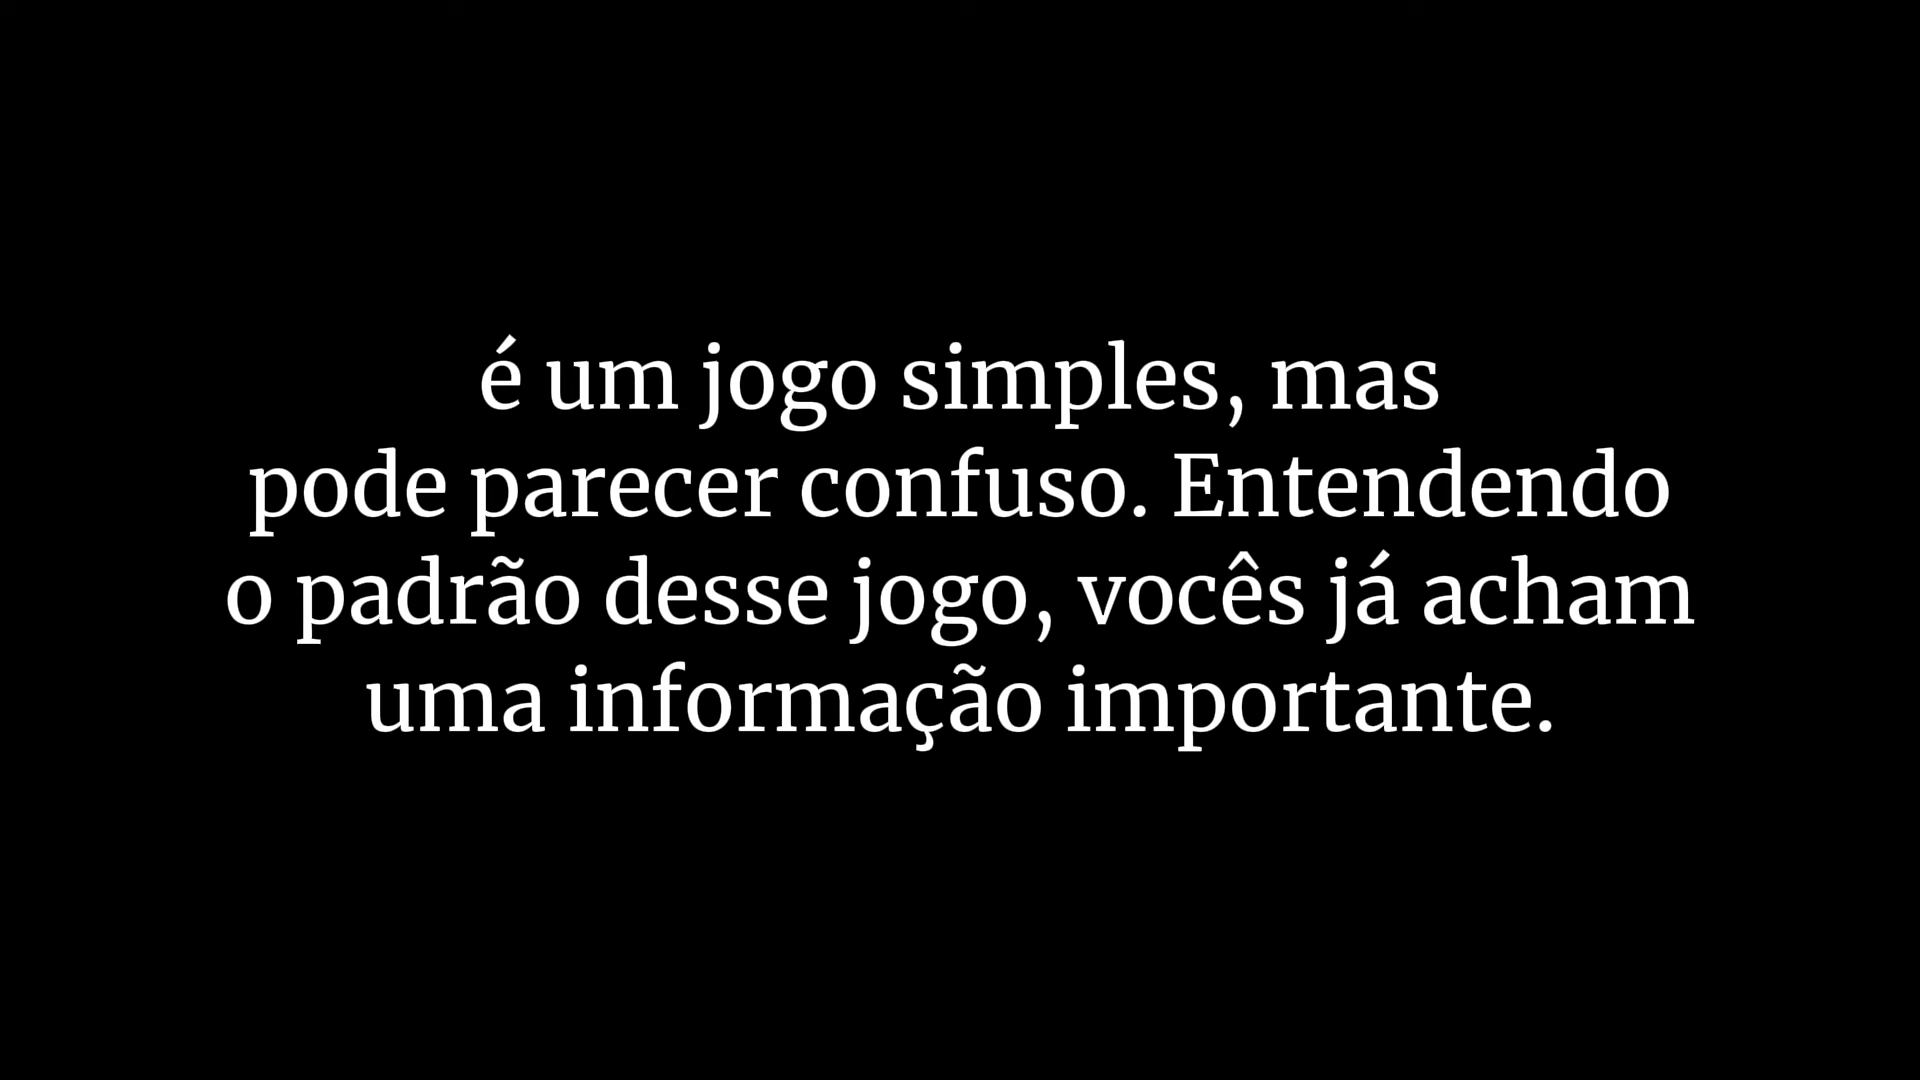 é um jogo simples, mas
pode parecer confuso. Entendendo
o padrão desse jogo, vocês já acham
uma informação importante.